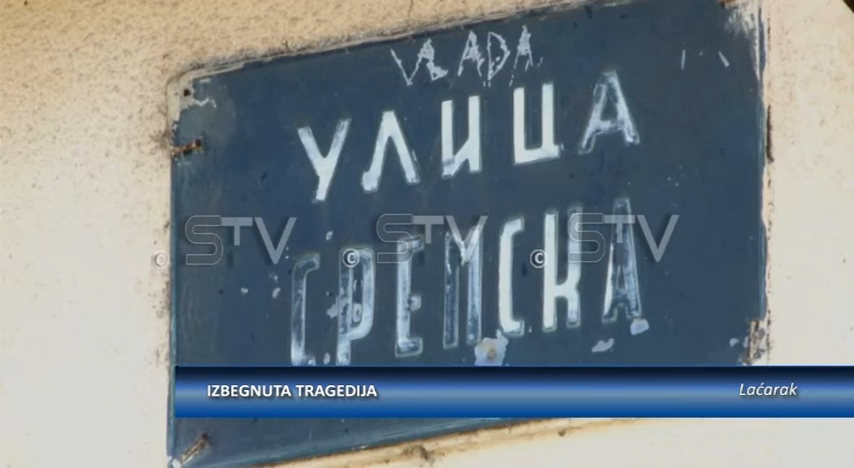 VLADA
УЛИЦА
СРЕМСКА
© STV © STV © STV
IZBEGNUTA TRAGEDIJA
Laćarak